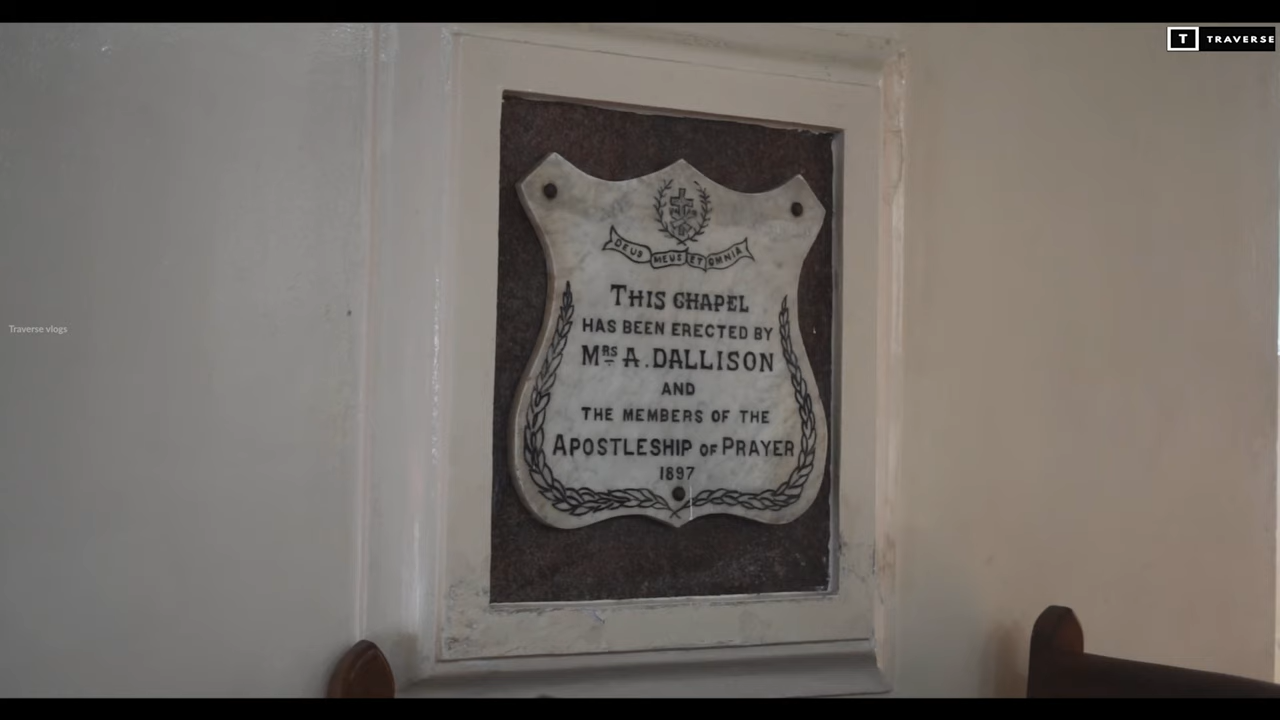 T TRAVERSE
DEUS MEUS ET OMNIA
THIS CHAPEL
HAS BEEN ERECTED BY
MRS A. DALLISON
AND
THE MEMBERS OF THE
APOSTLESHIP OF PRAYER
1897
Traverse vlogs